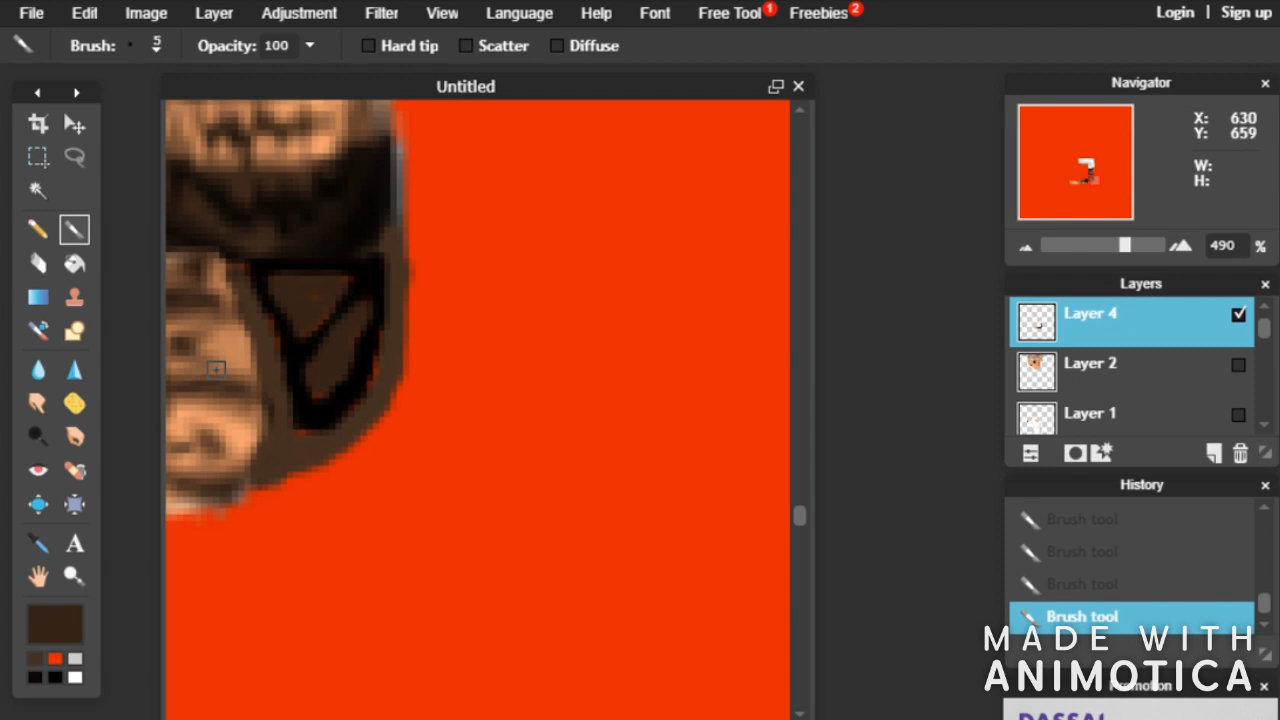 File Edit Image Layer Adjustment Filter View Language Help Font Free Tool 1 Freebies 2 Login | Sign up
Brush: 5 Opacity: 100 Hard tip Scatter Diffuse
Untitled
Navigator
X: 630
Y: 659
W:
H:
490 %
Layers
Layer 4
Layer 2
Layer 1
History
Brush tool
Brush tool
Brush tool
Brush tool
A
MADE WITH
ANIMOTICA
Promotion